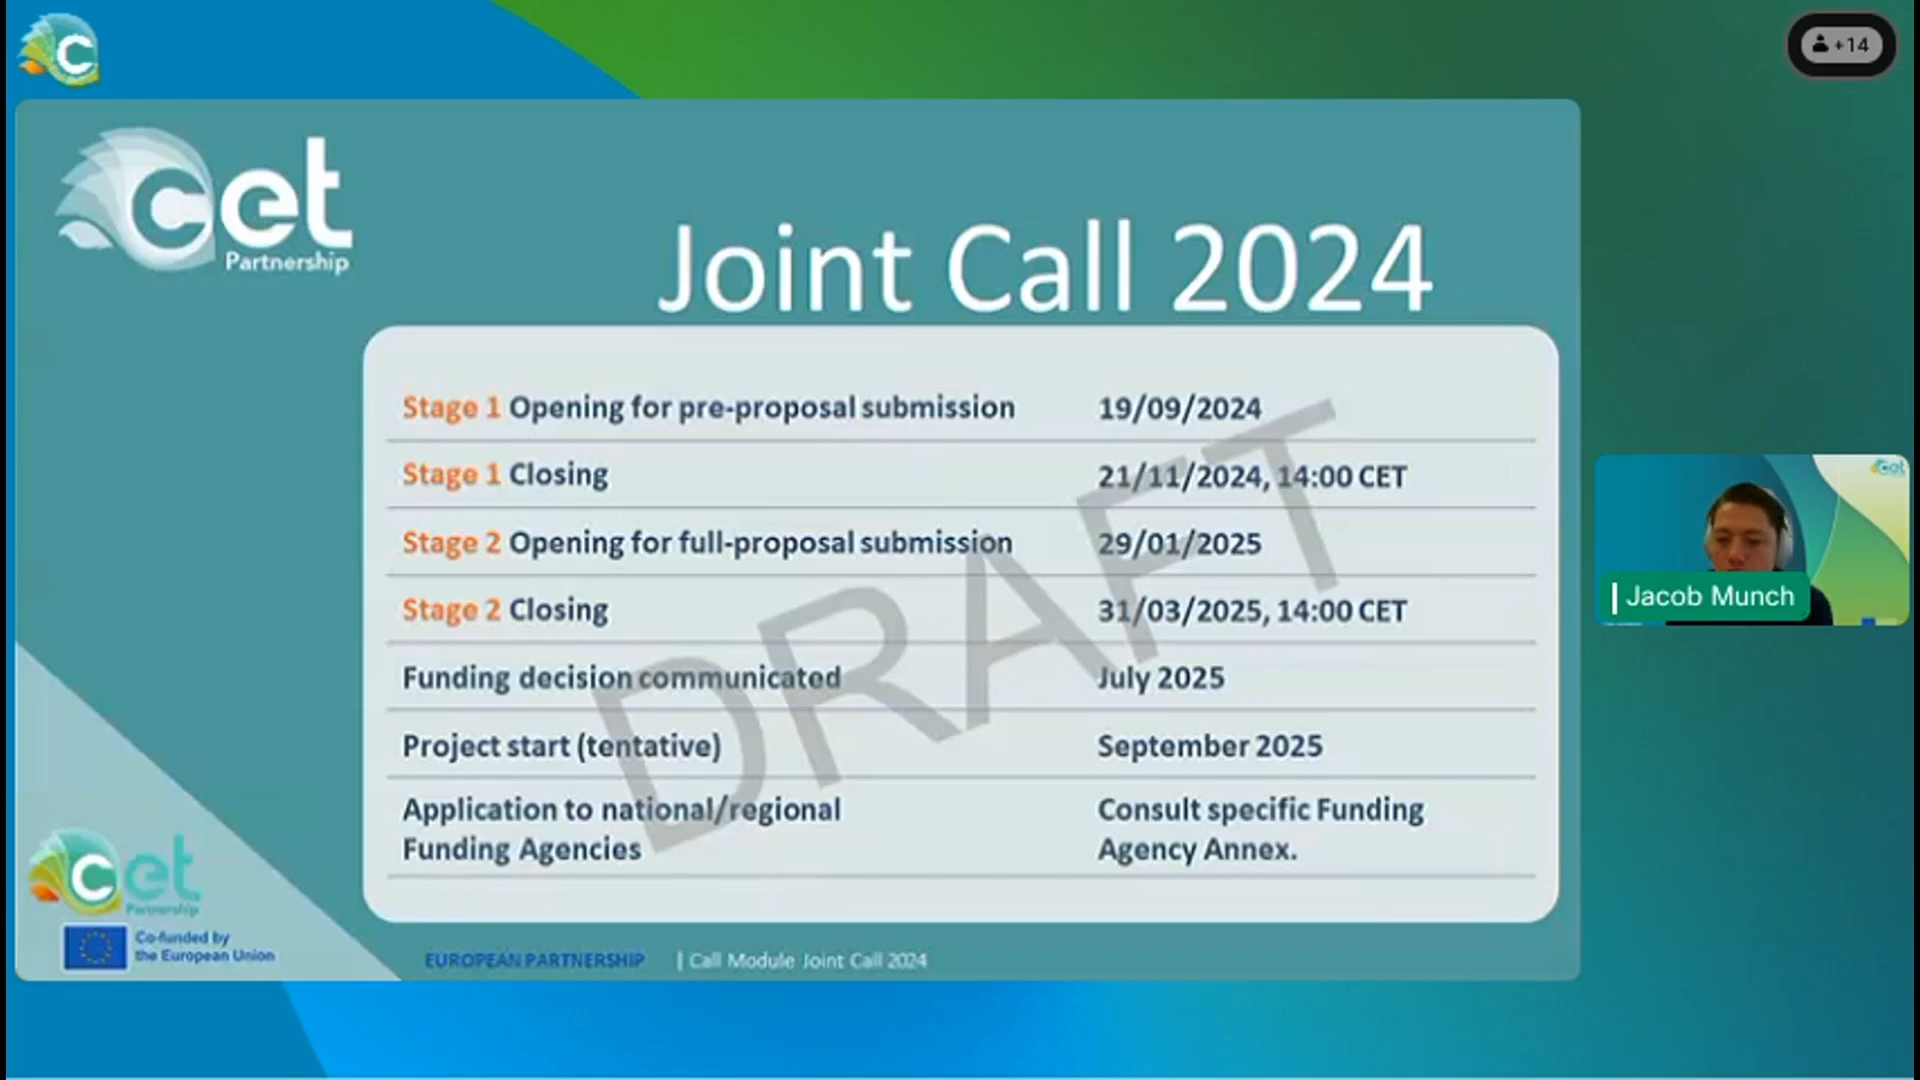 C
+14
cet
Partnership
Joint Call 2024
Stage 1 Opening for pre-proposal submission 19/09/2024
Stage 1 Closing 21/11/2024, 14:00 CET
Stage 2 Opening for full-proposal submission 29/01/2025
Stage 2 Closing 31/03/2025, 14:00 CET
Funding decision communicated July 2025
Project start (tentative) September 2025
Application to national/regional Consult specific Funding
Funding Agencies Agency Annex.
DRAFT
cet
Jacob Munch
cet
Partnership
Co-funded by
the European Union
EUROPEAN PARTNERSHIP | Call Module Joint Call 2024